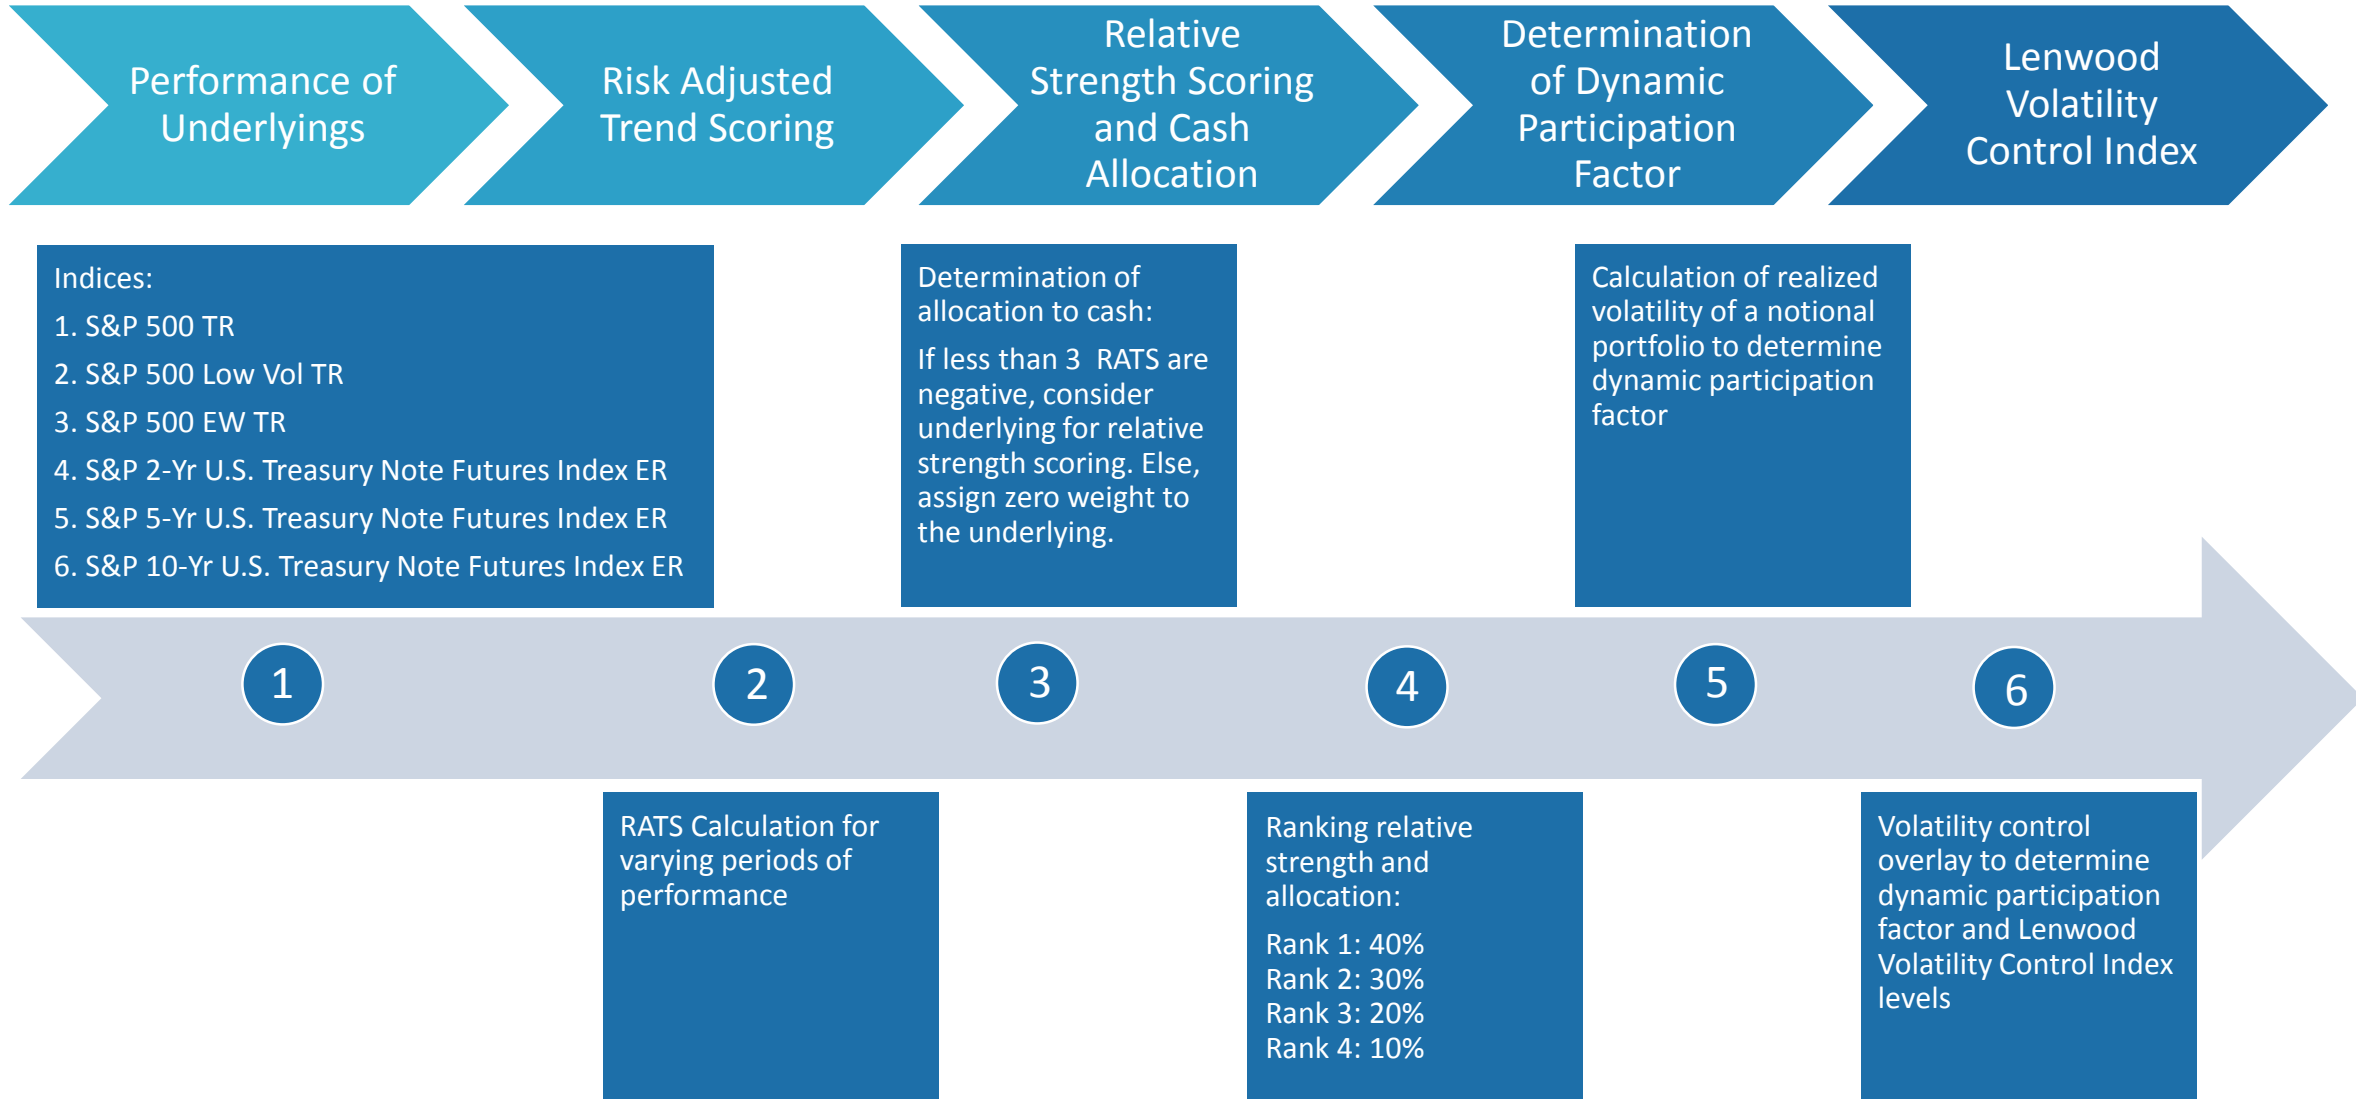 Performance of
Underlyings
Risk Adjusted
Trend Scoring
Relative
Strength Scoring
and Cash
Allocation
Determination
of Dynamic
Participation
Factor
Lenwood
Volatility
Control Index
Indices:
1. S&P 500 TR
2. S&P 500 Low Vol TR
3. S&P 500 EW TR
4. S&P 2-Yr U.S. Treasury Note Futures Index ER
5. S&P 5-Yr U.S. Treasury Note Futures Index ER
6. S&P 10-Yr U.S. Treasury Note Futures Index ER
Determination of
allocation to cash:
If less than 3 RATS are
negative, consider
underlying for relative
strength scoring. Else,
assign zero weight to
the underlying.
Calculation of realized
volatility of a notional
portfolio to determine
dynamic participation
factor
1
2
3
4
5
6
RATS Calculation for
varying periods of
performance
Ranking relative
strength and
allocation:
Rank 1: 40%
Rank 2: 30%
Rank 3: 20%
Rank 4: 10%
Volatility control
overlay to determine
dynamic participation
factor and Lenwood
Volatility Control Index
levels